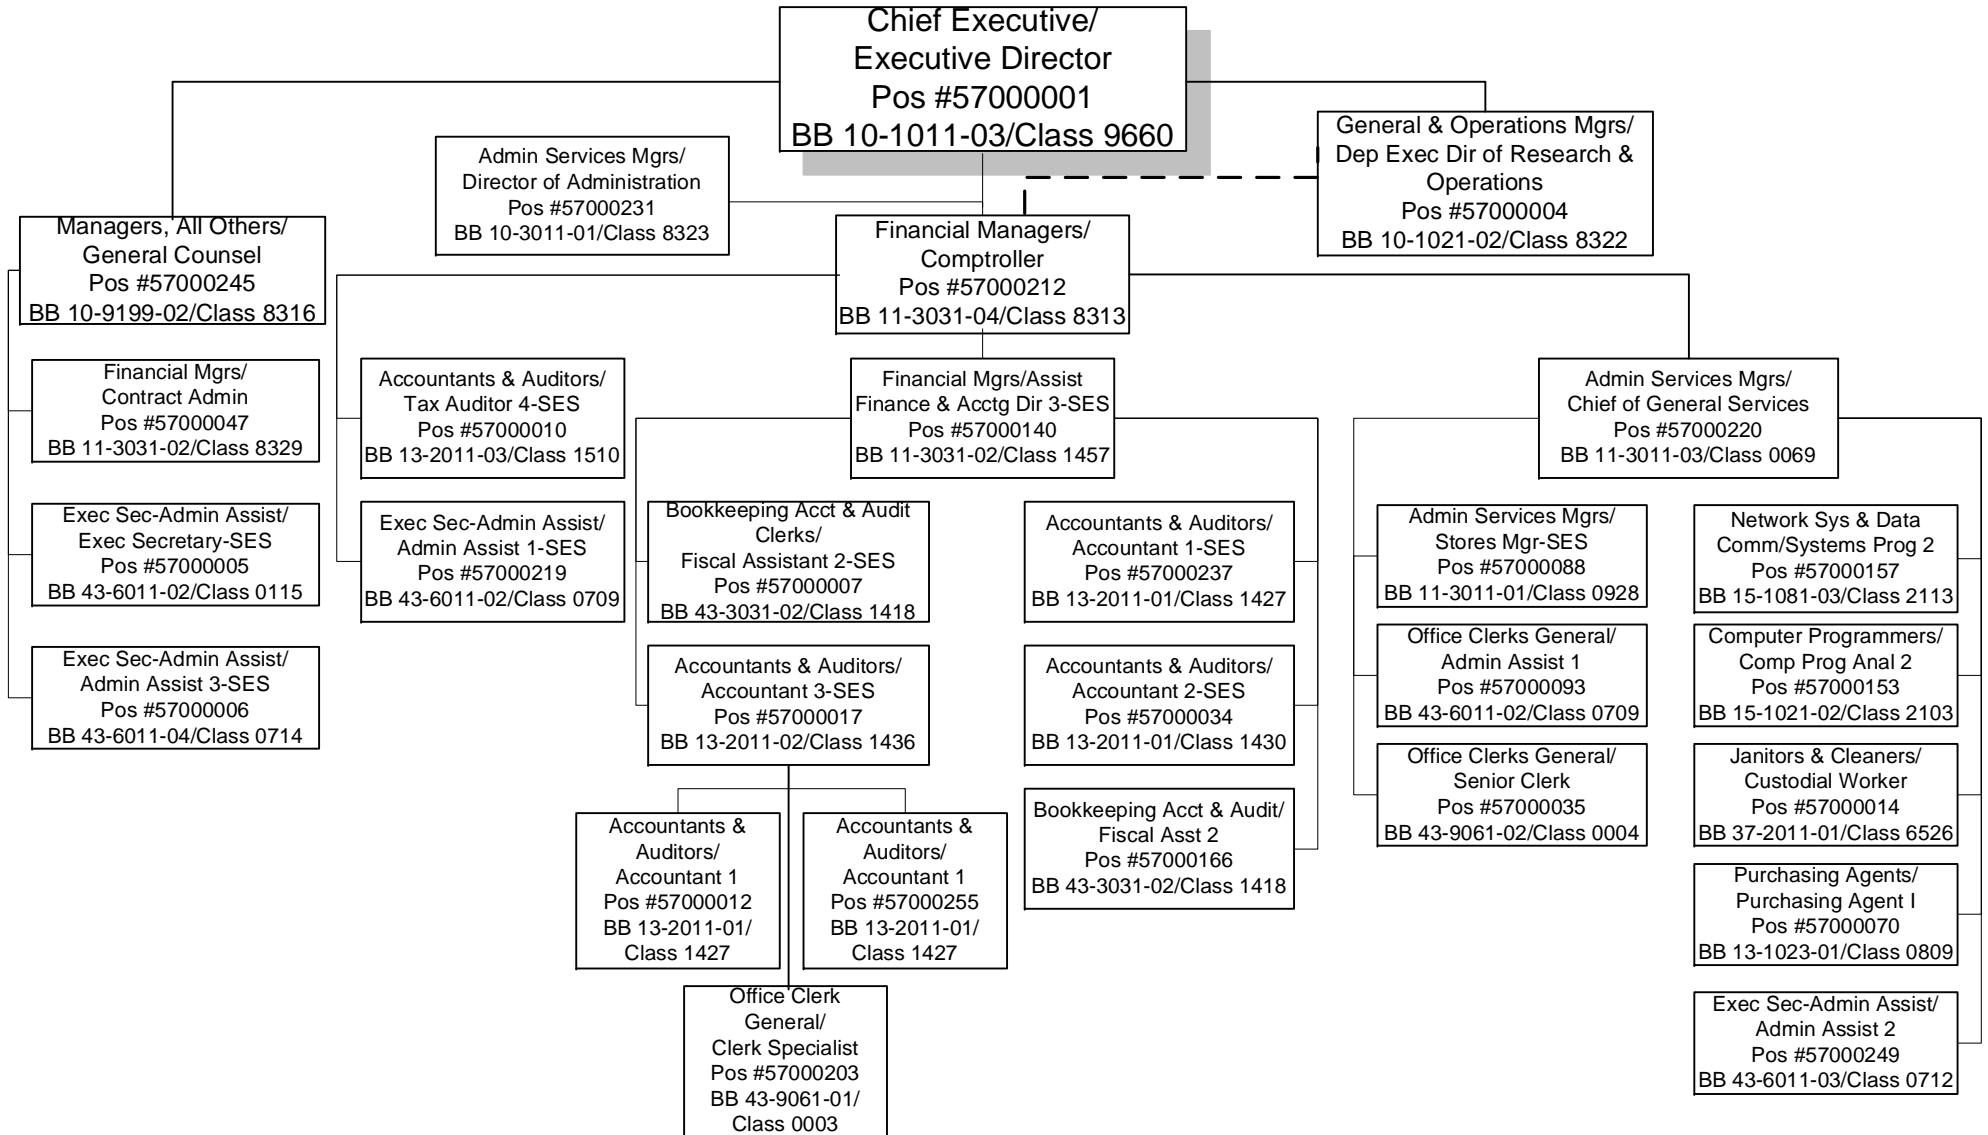 Chief Executive/
Executive Director
Pos #57000001
BB 10-1011-03/Class 9660
General & Operations Mgrs/
Dep Exec Dir of Research &
Operations
Pos #57000004
BB 10-1021-02/Class 8322
Admin Services Mgrs/
Director of Administration
Pos #57000231
BB 10-3011-01/Class 8323
Managers, All Others/
General Counsel
Pos #57000245
BB 10-9199-02/Class 8316
Financial Managers/
Comptroller
Pos #57000212
BB 11-3031-04/Class 8313
Financial Mgrs/
Contract Admin
Pos #57000047
BB 11-3031-02/Class 8329
Exec Sec-Admin Assist/
Exec Secretary-SES
Pos #57000005
BB 43-6011-02/Class 0115
Exec Sec-Admin Assist/
Admin Assist 3-SES
Pos #57000006
BB 43-6011-04/Class 0714
Accountants & Auditors/
Tax Auditor 4-SES
Pos #57000010
BB 13-2011-03/Class 1510
Exec Sec-Admin Assist/
Admin Assist 1-SES
Pos #57000219
BB 43-6011-02/Class 0709
Financial Mgrs/Assist
Finance & Acctg Dir 3-SES
Pos #57000140
BB 11-3031-02/Class 1457
Bookkeeping Acct & Audit
Clerks/
Fiscal Assistant 2-SES
Pos #57000007
BB 43-3031-02/Class 1418
Accountants & Auditors/
Accountant 3-SES
Pos #57000017
BB 13-2011-02/Class 1436
Accountants &
Auditors/
Accountant 1
Pos #57000012
BB 13-2011-01/
Class 1427
Accountants &
Auditors/
Accountant 1
Pos #57000255
BB 13-2011-01/
Class 1427
Office Clerk
General/
Clerk Specialist
Pos #57000203
BB 43-9061-01/
Class 0003
Accountants & Auditors/
Accountant 1-SES
Pos #57000237
BB 13-2011-01/Class 1427
Accountants & Auditors/
Accountant 2-SES
Pos #57000034
BB 13-2011-01/Class 1430
Bookkeeping Acct & Audit/
Fiscal Asst 2
Pos #57000166
BB 43-3031-02/Class 1418
Admin Services Mgrs/
Chief of General Services
Pos #57000220
BB 11-3011-03/Class 0069
Admin Services Mgrs/
Stores Mgr-SES
Pos #57000088
BB 11-3011-01/Class 0928
Office Clerks General/
Admin Assist 1
Pos #57000093
BB 43-6011-02/Class 0709
Office Clerks General/
Senior Clerk
Pos #57000035
BB 43-9061-02/Class 0004
Network Sys & Data
Comm/Systems Prog 2
Pos #57000157
BB 15-1081-03/Class 2113
Computer Programmers/
Comp Prog Anal 2
Pos #57000153
BB 15-1021-02/Class 2103
Janitors & Cleaners/
Custodial Worker
Pos #57000014
BB 37-2011-01/Class 6526
Purchasing Agents/
Purchasing Agent I
Pos #57000070
BB 13-1023-01/Class 0809
Exec Sec-Admin Assist/
Admin Assist 2
Pos #57000249
BB 43-6011-03/Class 0712